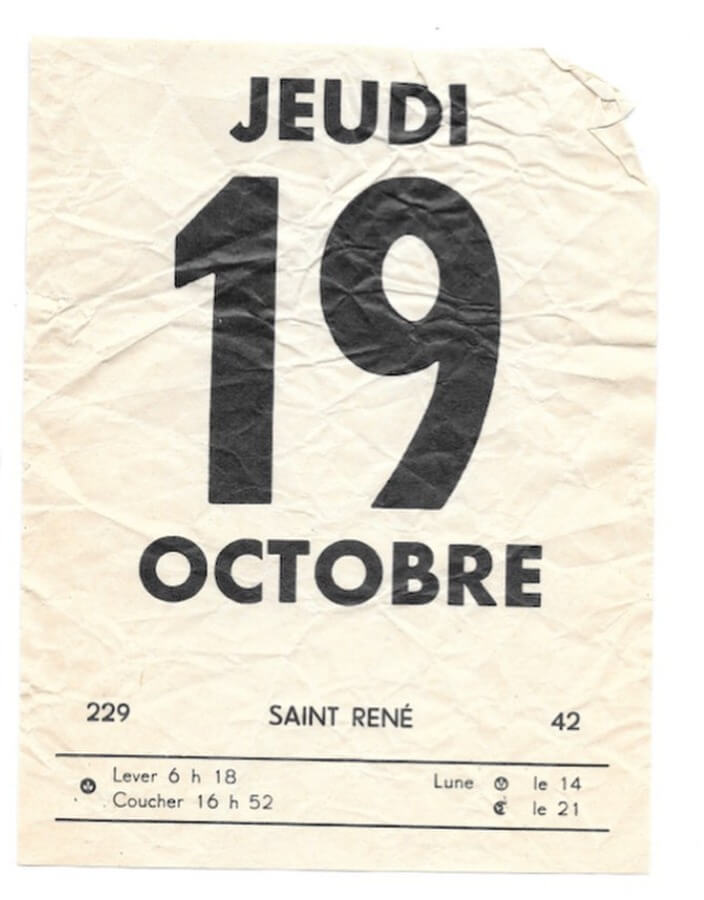 JEUDI
19
OCTOBRE
229 SAINT RENÉ 42
Lever 6 h 18
Coucher 16 h 52
Lune le 14
le 21